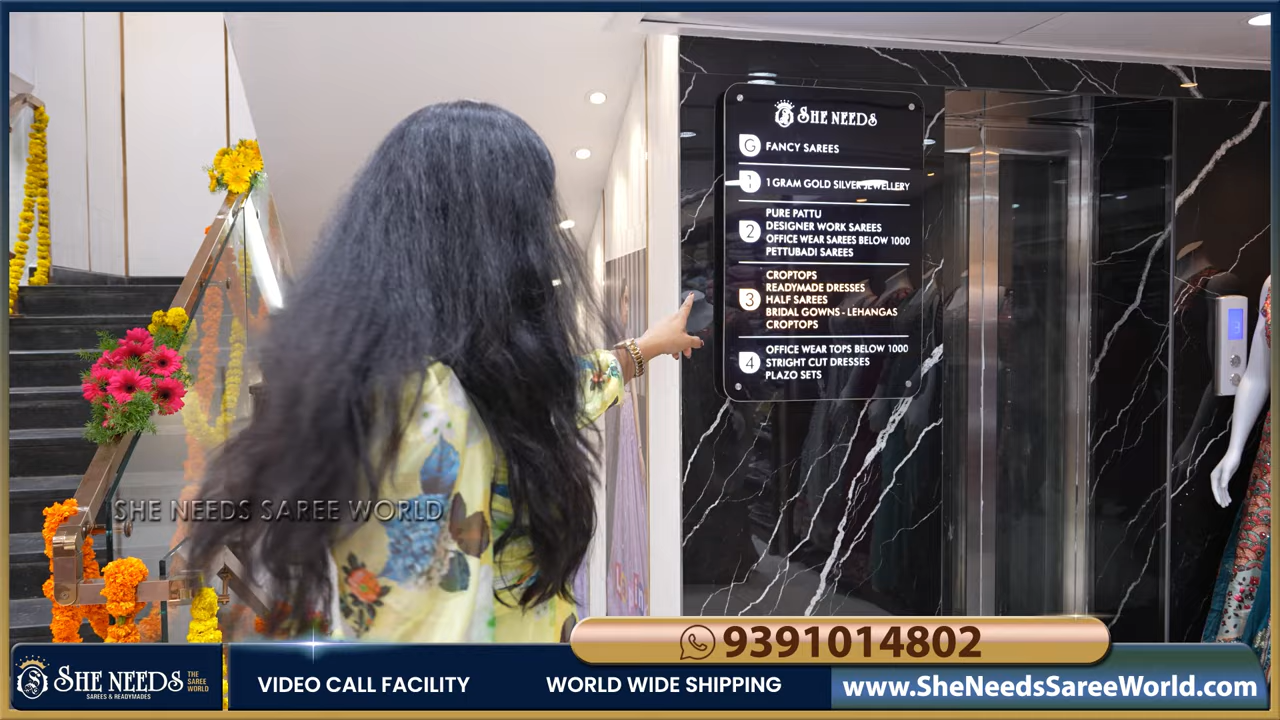 SHE NEEDS
G FANCY SAREES
1 1 GRAM GOLD SILVER JEWELLERY
2 PURE PATTU
DESIGNER WORK SAREES
OFFICE WEAR SAREES BELOW 1000
PETTUBADI SAREES
3 CROPTOPS
READYMADE DRESSES
HALF SAREES
BRIDAL GOWNS - LEHANGAS
CROPTOPS
4 OFFICE WEAR TOPS BELOW 1000
STRIGHT CUT DRESSES
PLAZO SETS
3
SHE NEEDS SAREE WORLD
9391014802
SHE NEEDS THE SAREE WORLD
SAREES & READYMADES
VIDEO CALL FACILITY
WORLD WIDE SHIPPING
www.SheNeedsSareeWorld.com